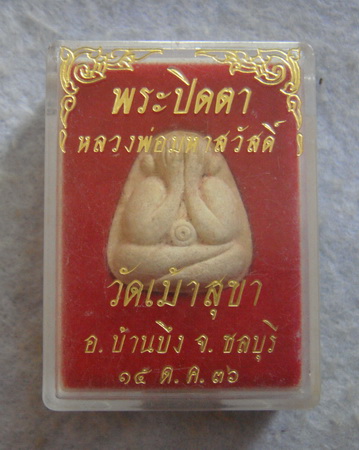 พระปิดตา
หลวงพ่อมหาสวัสดิ์
วัดเม้าสุขา
อ.บ้านบึง จ.ชลบุรี
๑๕ ต.ค.๓๖